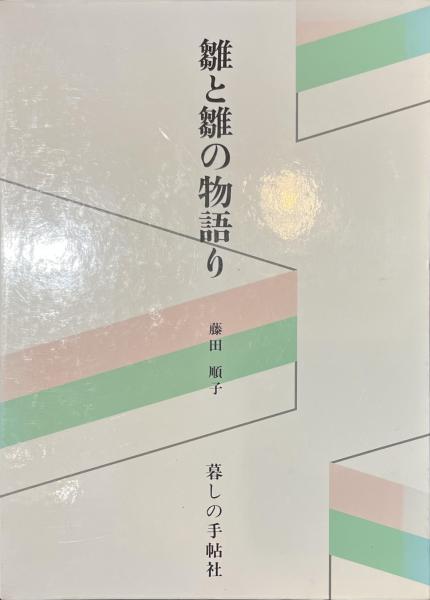 雛と雛の物語り
藤田 順子
暮しの手帖社